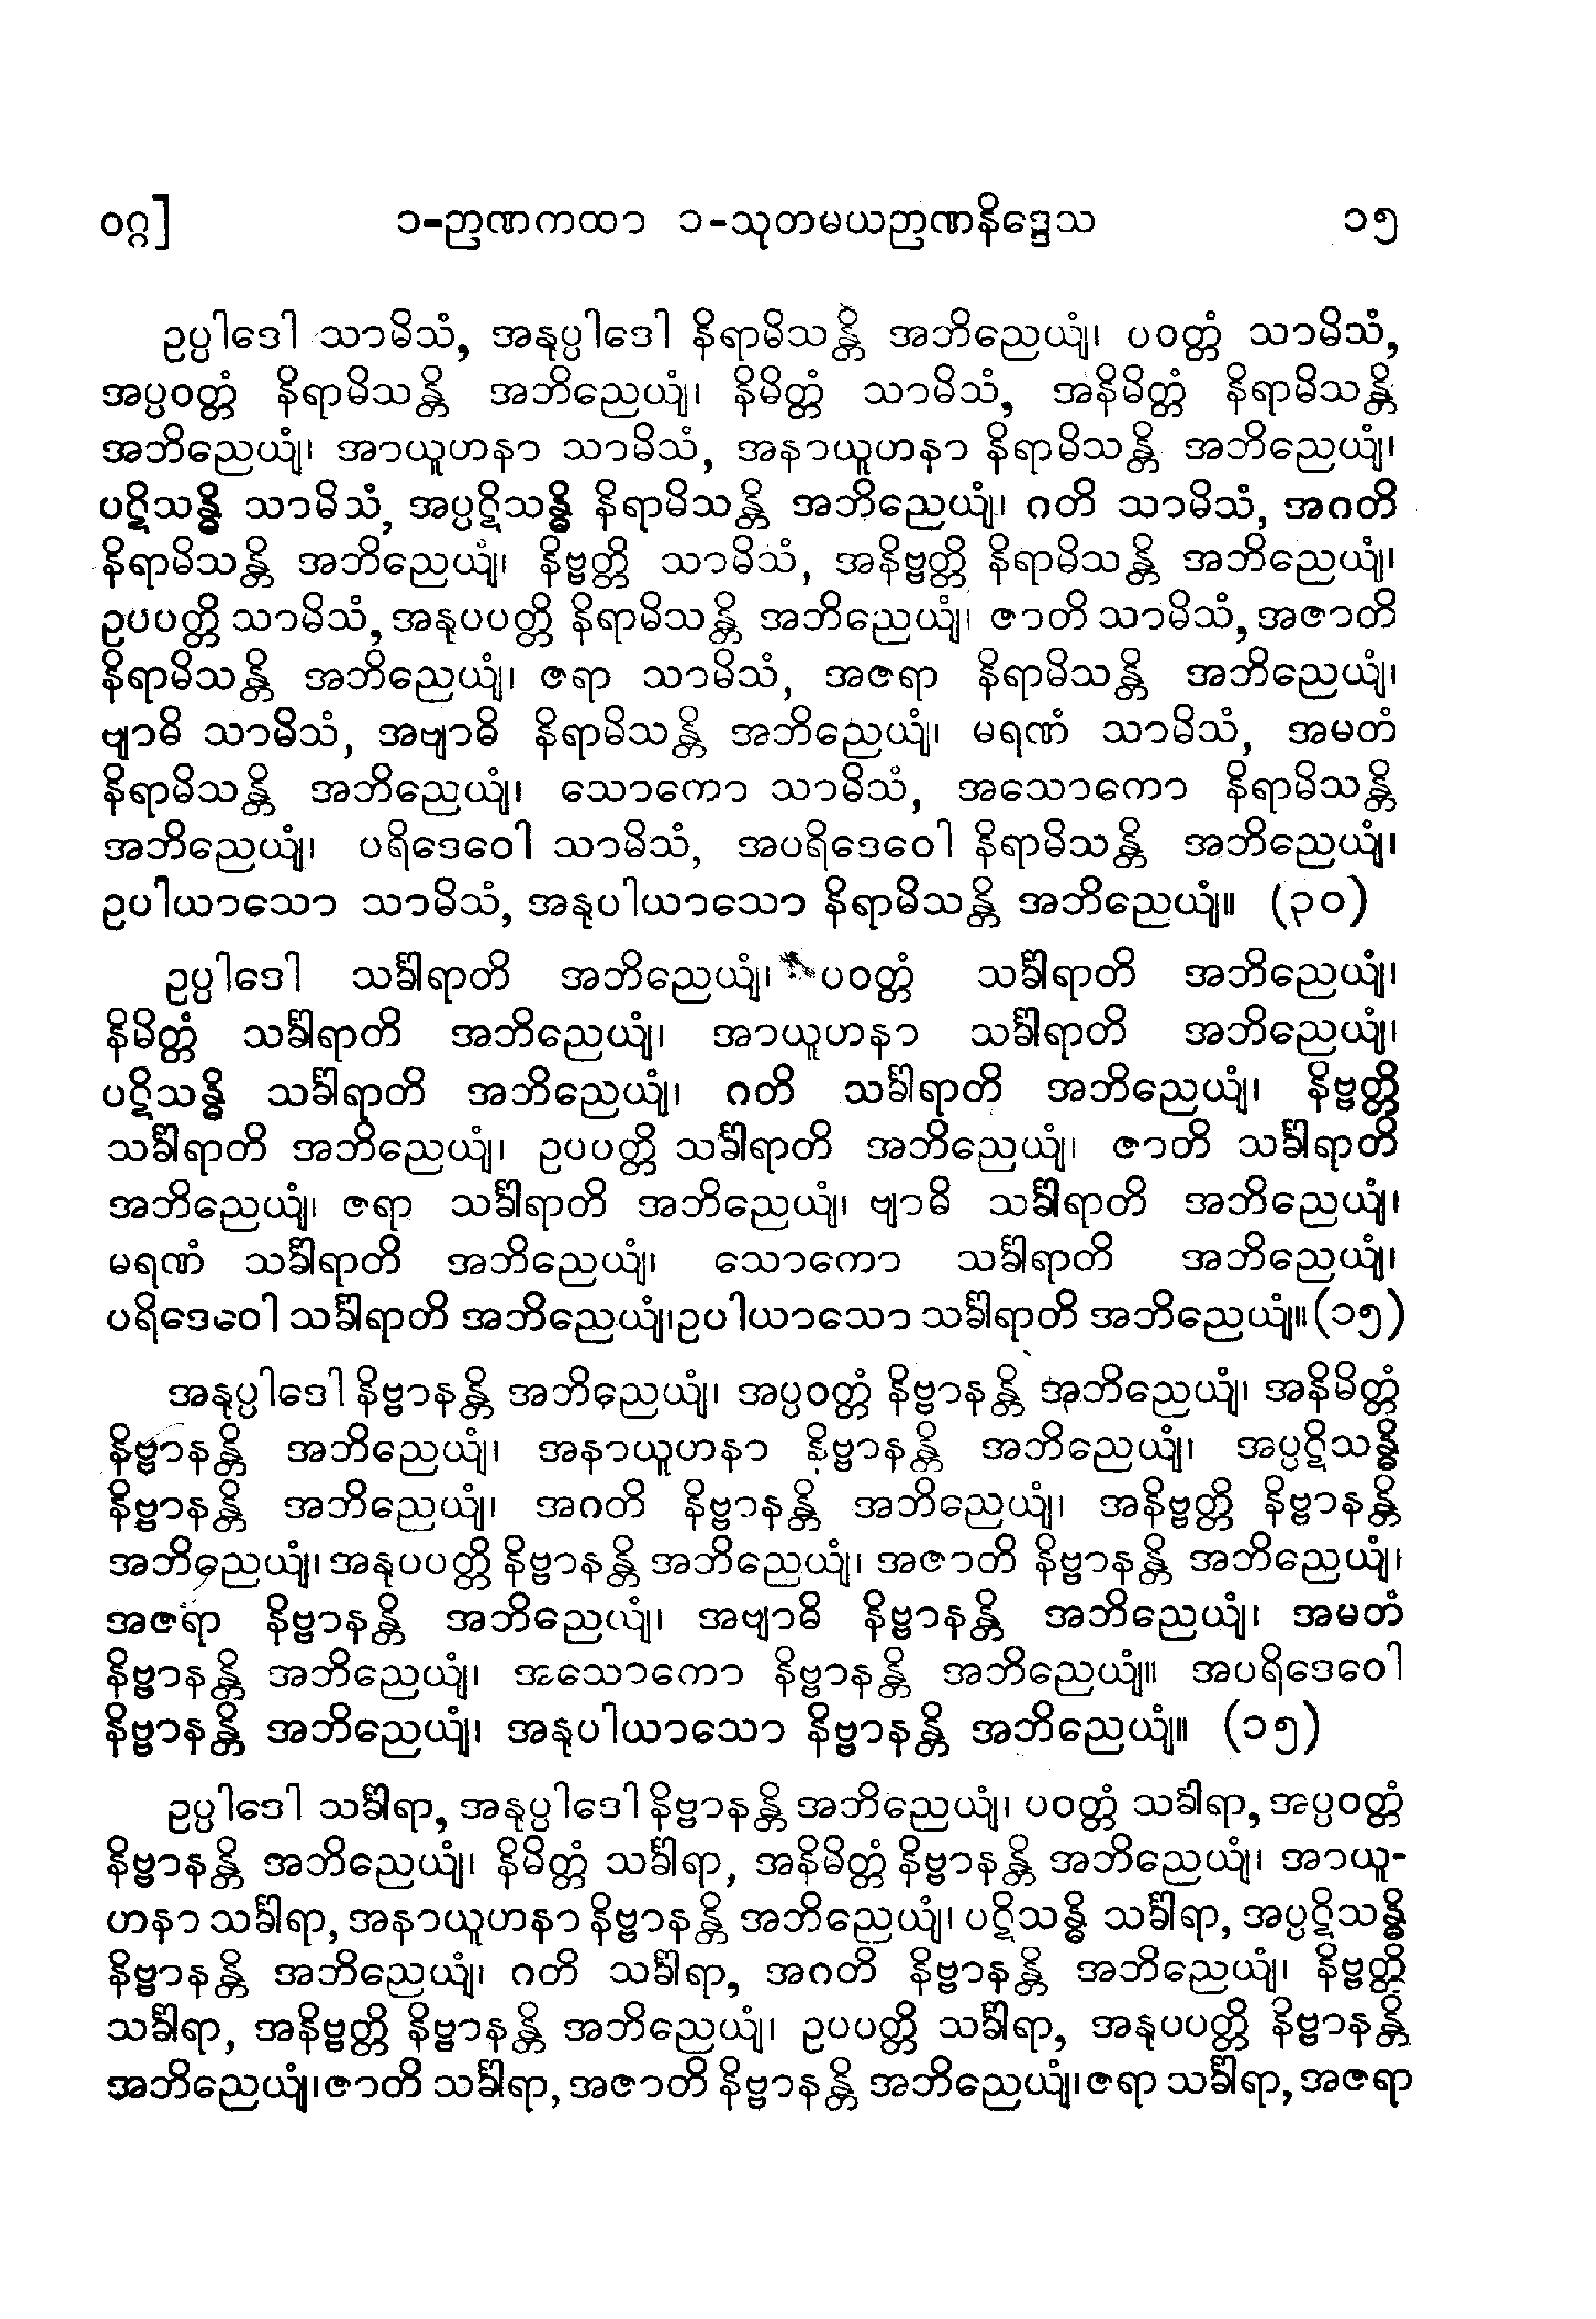 ဝဂ္ဂ] ၁-ဉာဏကထာ ၁-သုတမယဉာဏနိဒ္ဒေသ ၁၅
ဥပ္ပါဒေါ သာမိသံ, အနုပ္ပါဒေါ နိရာမိသန္တိ အဘိညေယျံ၊ ပဝတ္တံ သာမိသံ,
အပ္ပဝတ္တံ နိရာမိသန္တိ အဘိညေယျံ၊ နိမိတ္တံ သာမိသံ, အနိမိတ္တံ နိရာမိသန္တိ
အဘိညေယျံ၊ အာယူဟနာ သာမိသံ, အနာယူဟနာ နိရာမိသန္တိ အဘိညေယျံ၊
ပဋိသန္ဓိ သာမိသံ, အပ္ပဋိသန္ဓိ နိရာမိသန္တိ အဘိညေယျံ၊ ဂတိ သာမိသံ, အဂတိ
နိရာမိသန္တိ အဘိညေယျံ၊ နိဗ္ဗတ္တိ သာမိသံ, အနိဗ္ဗတ္တိ နိရာမိသန္တိ အဘိညေယျံ၊
ဥပပတ္တိ သာမိသံ, အနုပပတ္တိ နိရာမိသန္တိ အဘိညေယျံ၊ ဇာတိ သာမိသံ, အဇာတိ
နိရာမိသန္တိ အဘိညေယျံ၊ ဇရာ သာမိသံ, အဇရာ နိရာမိသန္တိ အဘိညေယျံ၊
ဗျာဓိ သာမိသံ, အဗျာဓိ နိရာမိသန္တိ အဘိညေယျံ၊ မရဏံ သာမိသံ, အမတံ
နိရာမိသန္တိ အဘိညေယျံ၊ သောကော သာမိသံ, အသောကော နိရာမိသန္တိ
အဘိညေယျံ၊ ပရိဒေဝေါ သာမိသံ, အပရိဒေဝေါ နိရာမိသန္တိ အဘိညေယျံ၊
ဥပါယာသော သာမိသံ, အနုပါယာသော နိရာမိသန္တိ အဘိညေယျံ။ (၃၀)
ဥပ္ပါဒေါ သင်္ခါရာတိ အဘိညေယျံ၊ ပဝတ္တံ သင်္ခါရာတိ အဘိညေယျံ၊
နိမိတ္တံ သင်္ခါရာတိ အဘိညေယျံ၊ အာယူဟနာ သင်္ခါရာတိ အဘိညေယျံ၊
ပဋိသန္ဓိ သင်္ခါရာတိ အဘိညေယျံ၊ ဂတိ သင်္ခါရာတိ အဘိညေယျံ၊ နိဗ္ဗတ္တိ
သင်္ခါရာတိ အဘိညေယျံ၊ ဥပပတ္တိ သင်္ခါရာတိ အဘိညေယျံ၊ ဇာတိ သင်္ခါရာတိ
အဘိညေယျံ၊ ဇရာ သင်္ခါရာတိ အဘိညေယျံ၊ ဗျာဓိ သင်္ခါရာတိ အဘိညေယျံ၊
မရဏံ သင်္ခါရာတိ အဘိညေယျံ၊ သောကော သင်္ခါရာတိ အဘိညေယျံ၊
ပရိဒေဝေါ သင်္ခါရာတိ အဘိညေယျံ၊ ဥပါယာသော သင်္ခါရာတိ အဘိညေယျံ။ (၁၅)
အနုပ္ပါဒေါ နိဗ္ဗာနန္တိ အဘိညေယျံ၊ အပ္ပဝတ္တံ နိဗ္ဗာနန္တိ အဘိညေယျံ၊ အနိမိတ္တံ
နိဗ္ဗာနန္တိ အဘိညေယျံ၊ အနာယူဟနာ နိဗ္ဗာနန္တိ အဘိညေယျံ၊ အပ္ပဋိသန္ဓိ
နိဗ္ဗာနန္တိ အဘိညေယျံ၊ အဂတိ နိဗ္ဗာနန္တိ အဘိညေယျံ၊ အနိဗ္ဗတ္တိ နိဗ္ဗာနန္တိ
အဘိညေယျံ၊ အနုပပတ္တိ နိဗ္ဗာနန္တိ အဘိညေယျံ၊ အဇာတိ နိဗ္ဗာနန္တိ အဘိညေယျံ၊
အဇရာ နိဗ္ဗာနန္တိ အဘိညေယျံ၊ အဗျာဓိ နိဗ္ဗာနန္တိ အဘိညေယျံ၊ အမတံ
နိဗ္ဗာနန္တိ အဘိညေယျံ၊ အသောကော နိဗ္ဗာနန္တိ အဘိညေယျံ။ အပရိဒေဝေါ
နိဗ္ဗာနန္တိ အဘိညေယျံ၊ အနုပါယာသော နိဗ္ဗာနန္တိ အဘိညေယျံ။ (၁၅)
ဥပ္ပါဒေါ သင်္ခါရာ, အနုပ္ပါဒေါ နိဗ္ဗာနန္တိ အဘိညေယျံ၊ ပဝတ္တံ သင်္ခါရာ, အပ္ပဝတ္တံ
နိဗ္ဗာနန္တိ အဘိညေယျံ၊ နိမိတ္တံ သင်္ခါရာ, အနိမိတ္တံ နိဗ္ဗာနန္တိ အဘိညေယျံ၊ အာယူ-
ဟနာ သင်္ခါရာ, အနာယူဟနာ နိဗ္ဗာနန္တိ အဘိညေယျံ၊ ပဋိသန္ဓိ သင်္ခါရာ, အပ္ပဋိသန္ဓိ
နိဗ္ဗာနန္တိ အဘိညေယျံ၊ ဂတိ သင်္ခါရာ, အဂတိ နိဗ္ဗာနန္တိ အဘိညေယျံ၊ နိဗ္ဗတ္တိ
သင်္ခါရာ, အနိဗ္ဗတ္တိ နိဗ္ဗာနန္တိ အဘိညေယျံ၊ ဥပပတ္တိ သင်္ခါရာ, အနုပပတ္တိ နိဗ္ဗာနန္တိ
အဘိညေယျံ၊ ဇာတိ သင်္ခါရာ, အဇာတိ နိဗ္ဗာနန္တိ အဘိညေယျံ၊ ဇရာ သင်္ခါရာ, အဇရာ